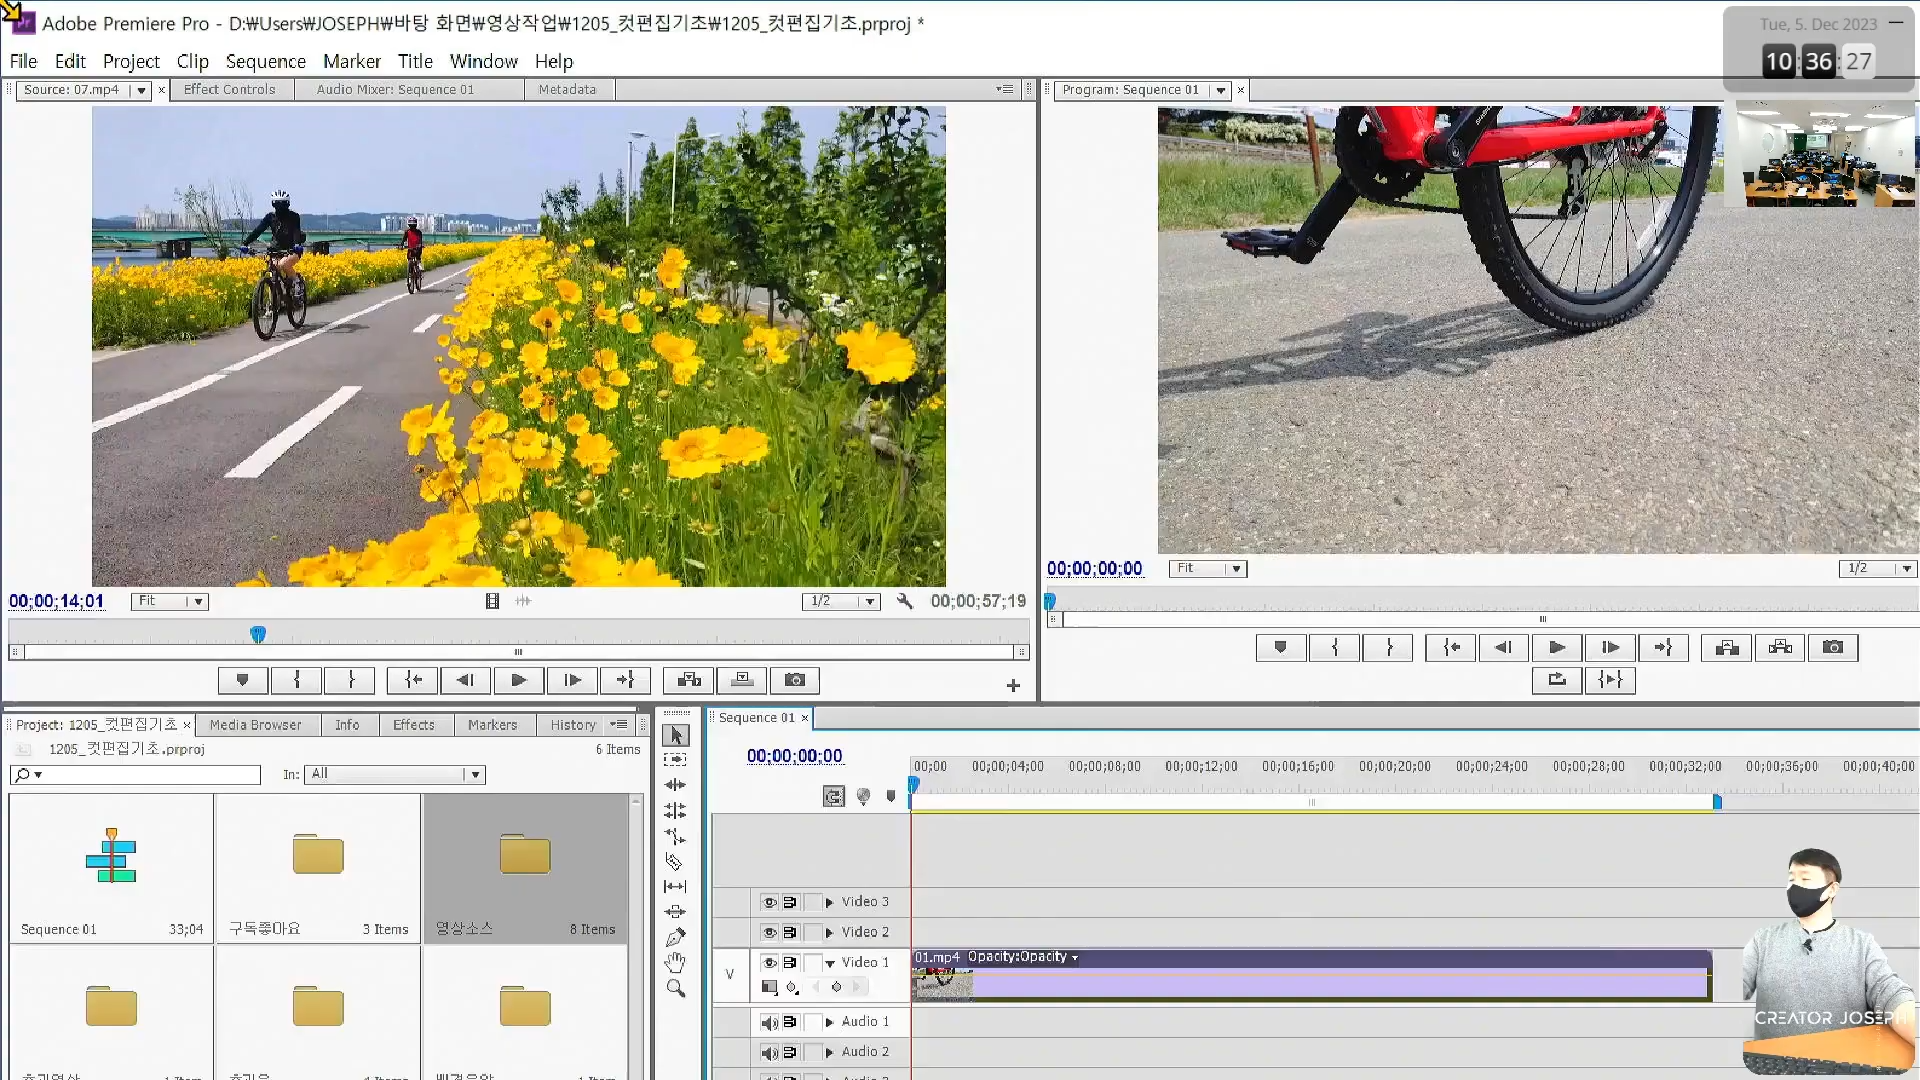 Adobe Premiere Pro - D:₩Users₩JOSEPH₩바탕 화면₩영상작업₩1205_컷편집기초₩1205_컷편집기초.prproj *
Tue, 5. Dec 2023
10:36:27
File Edit Project Clip Sequence Marker Title Window Help
Source: 07.mp4 Effect Controls Audio Mixer: Sequence 01 Metadata
Program: Sequence 01
00;00;14;01 Fit 1/2 00;00;57;19
00;00;00;00 Fit 1/2
Project: 1205_컷편집기초 Media Browser Info Effects Markers History
1205_컷편집기초.prproj 6 Items
In: All
Sequence 01 33;04
구독좋아요 3 Items
영상소스 8 Items
Sequence 01
00;00;00;00
00;00 00;00;04;00 00;00;08;00 00;00;12;00 00;00;16;00 00;00;20;00 00;00;24;00 00;00;28;00 00;00;32;00 00;00;36;00 00;00;40;00
Video 3
Video 2
V Video 1
01.mp4 Opacity:Opacity
Audio 1
Audio 2
CREATOR JOSEPH